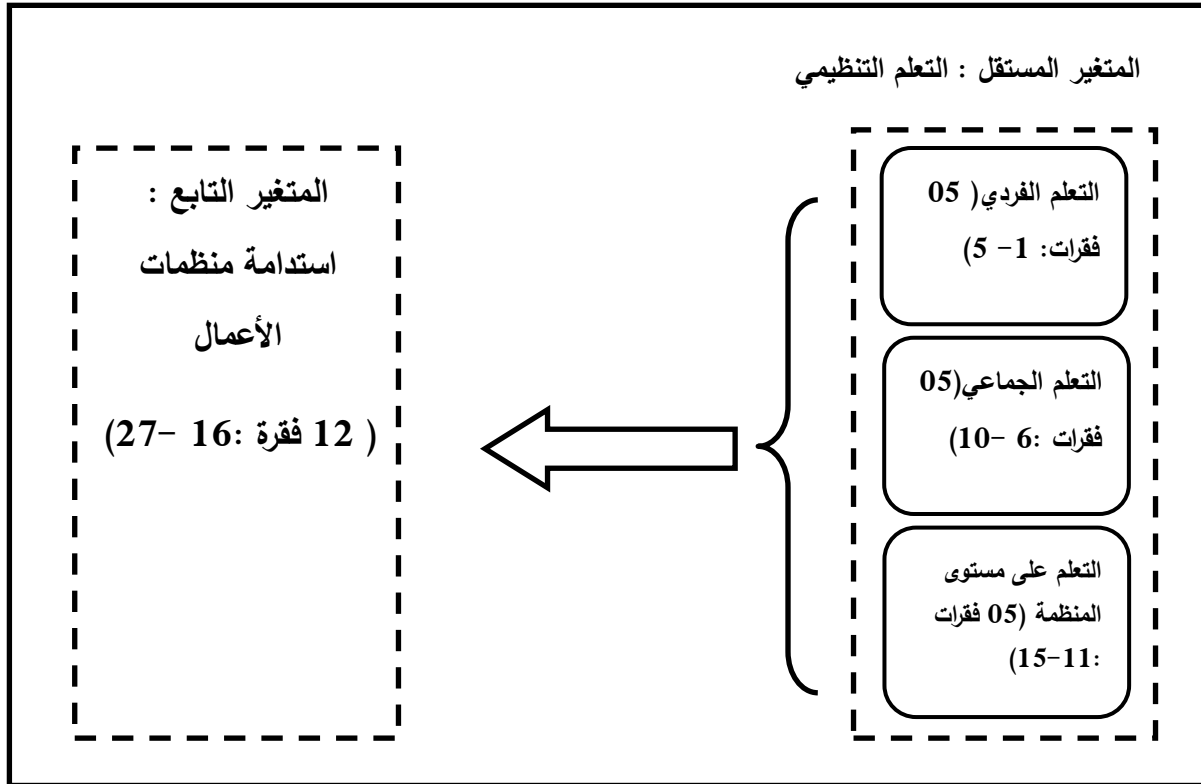 المتغير المستقل : التعلم التنظيمي
التعلم الفردي( 05
فقرات: 1- 5)
التعلم الجماعي(05
فقرات :6 -10)
التعلم على مستوى
المنظمة (05 فقرات
:11-15)
المتغير التابع :
استدامة منظمات
الأعمال
( 12 فقرة :16 -27)